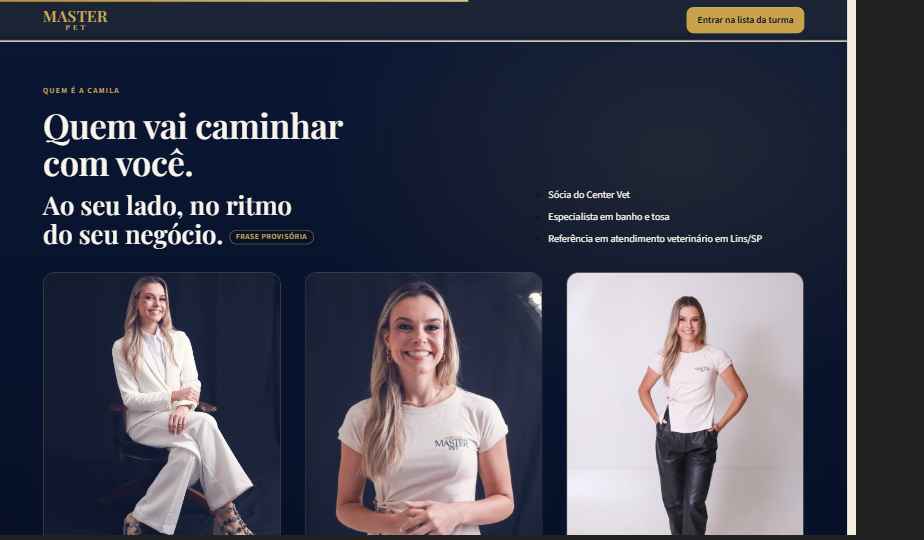 MASTER
PET
Entrar na lista da turma
QUEM É A CAMILA
Quem vai caminhar
com você.
Ao seu lado, no ritmo
do seu negócio. FRASE PROVISÓRIA
Sócia do Center Vet
Especialista em banho e tosa
Referência em atendimento veterinário em Lins/SP
MASTER